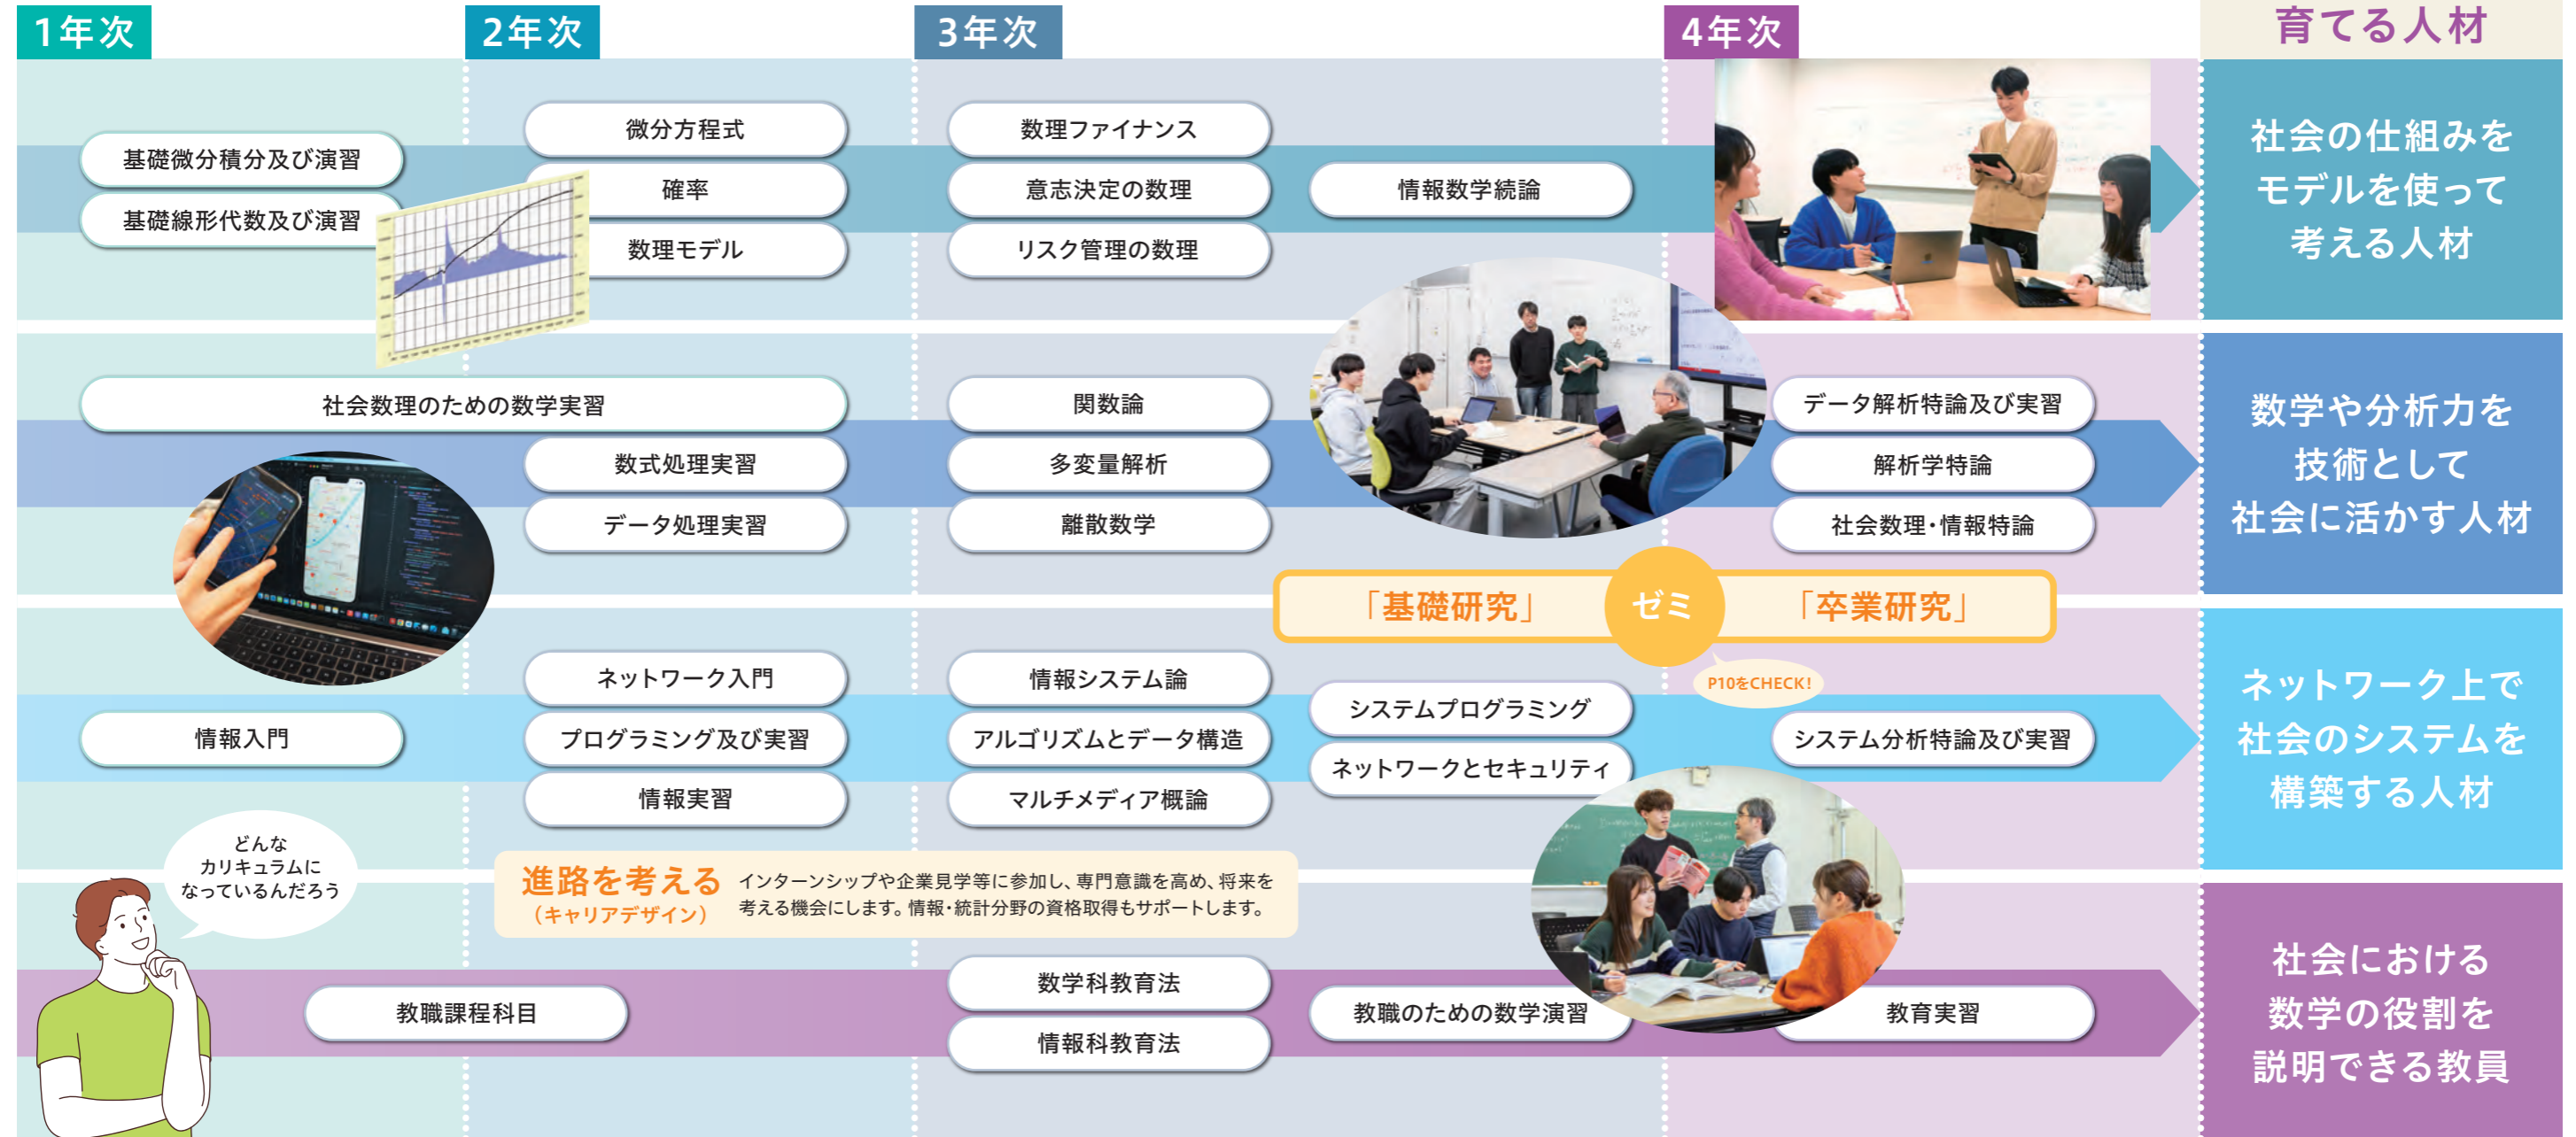 1年次
2年次
3年次
4年次
育てる人材
基礎微分積分及び演習
基礎線形代数及び演習
微分方程式
確率
数理モデル
数理ファイナンス
意志決定の数理
リスク管理の数理
情報数学続論
社会の仕組みを
モデルを使って
考える人材
社会数理のための数学実習
数式処理実習
データ処理実習
関数論
多変量解析
離散数学
データ解析特論及び実習
解析学特論
社会数理・情報特論
数学や分析力を
技術として
社会に活かす人材
「基礎研究」
ゼミ
「卒業研究」
P10をCHECK!
情報入門
ネットワーク入門
プログラミング及び実習
情報実習
情報システム論
アルゴリズムとデータ構造
マルチメディア概論
システムプログラミング
ネットワークとセキュリティ
システム分析特論及び実習
ネットワーク上で
社会のシステムを
構築する人材
どんな
カリキュラムに
なっているんだろう
進路を考える
（キャリアデザイン）
インターンシップや企業見学等に参加し、専門意識を高め、将来を
考える機会にします。情報・統計分野の資格取得もサポートします。
教職課程科目
数学科教育法
情報科教育法
教職のための数学演習
教育実習
社会における
数学の役割を
説明できる教員